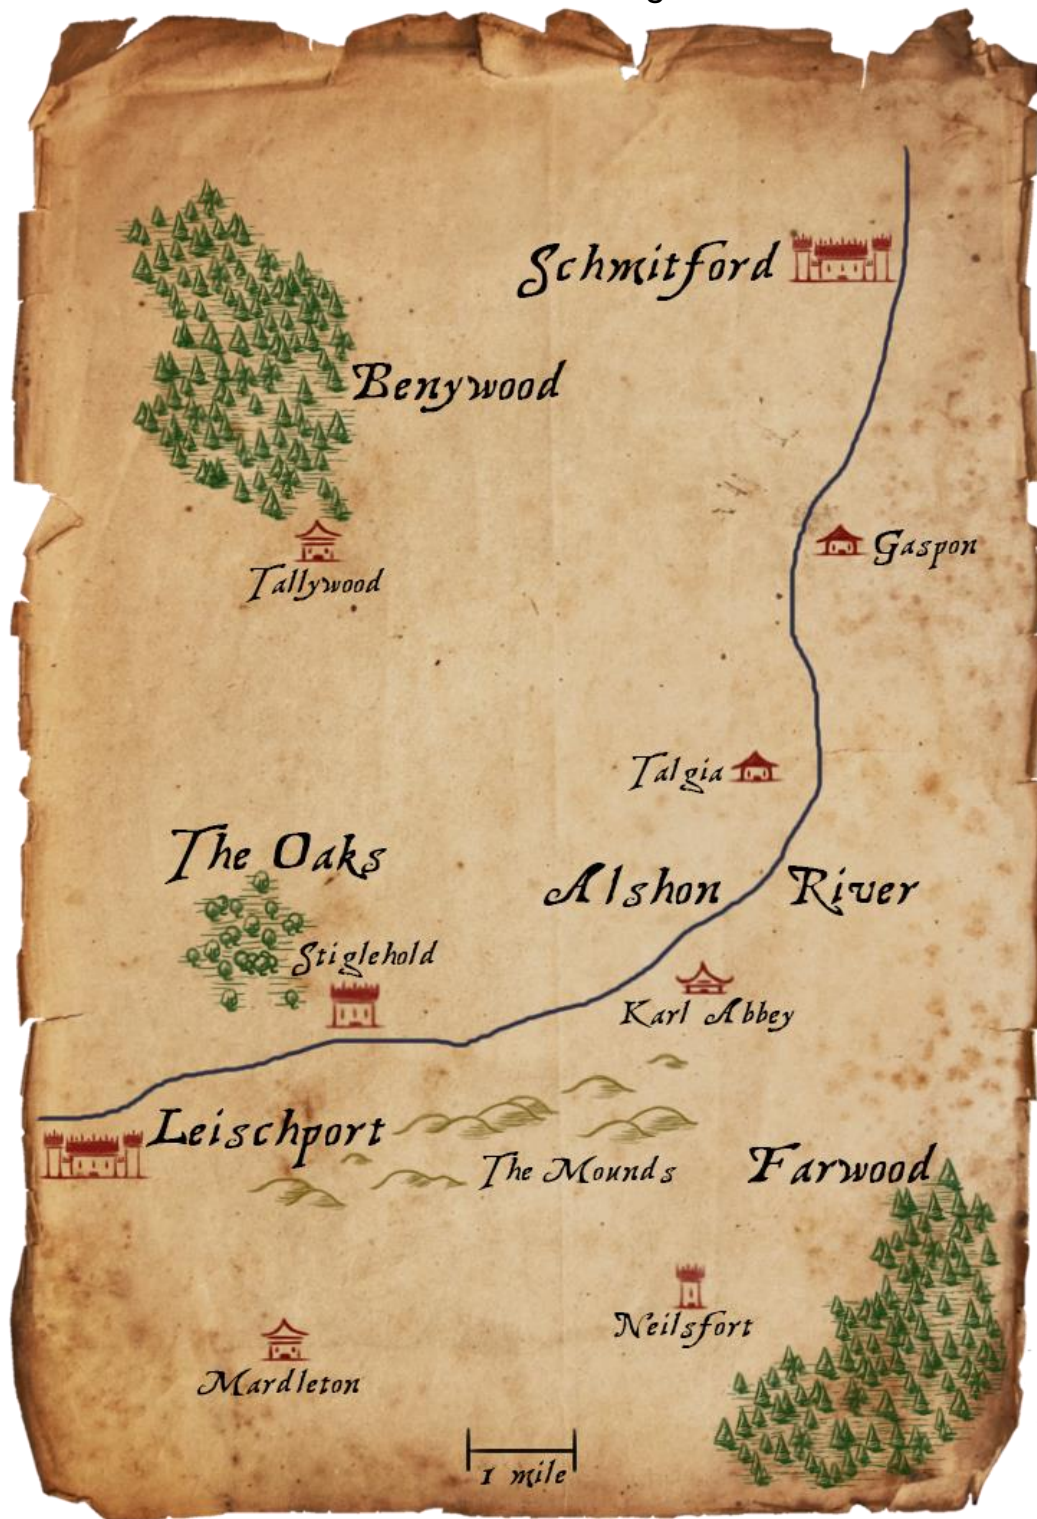 Schmitford
Benywood
Gaspon
Tallywood
Talgia
The Oaks
Alshon River
Stiglehold
Karl Abbey
Leischport
The Mounds
Farwood
Neilsfort
Mardleton
1 mile